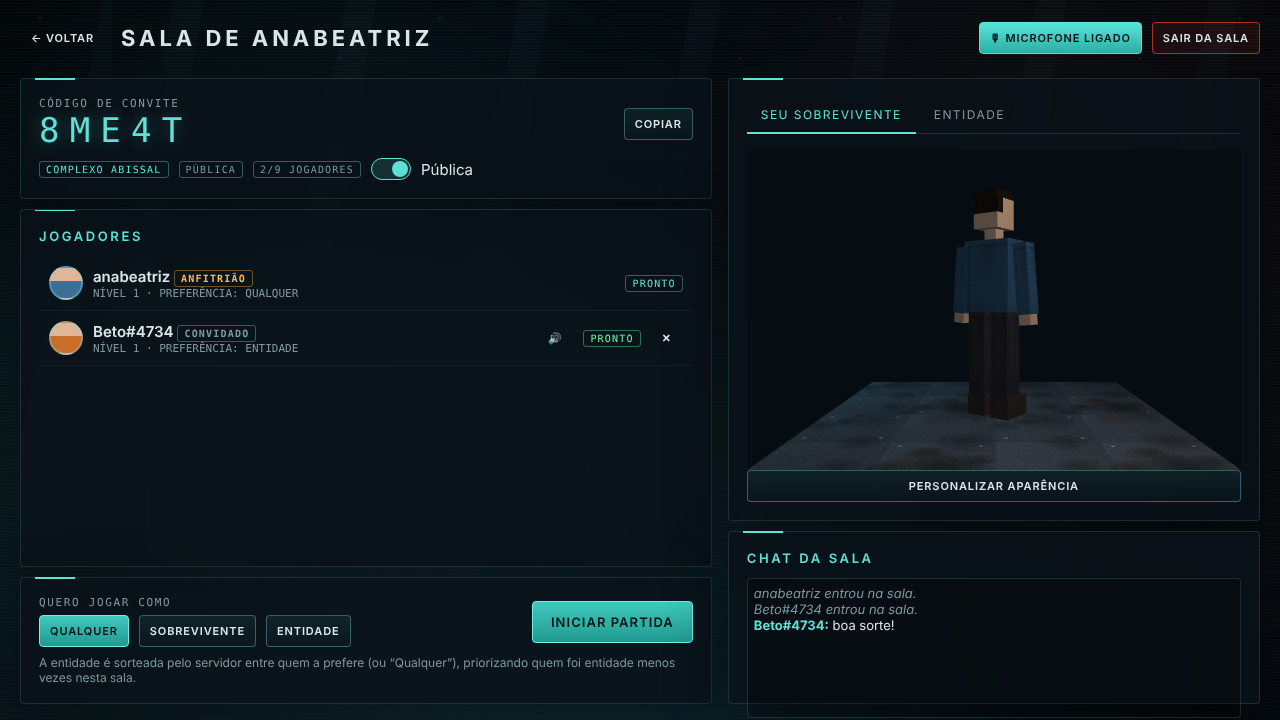 ← VOLTAR
SALA DE ANABEATRIZ
MICROFONE LIGADO
SAIR DA SALA
CÓDIGO DE CONVITE
8ME4T
COPIAR
COMPLEXO ABISSAL
PÚBLICA
2/9 JOGADORES
Pública
JOGADORES
anabeatriz ANFITRIÃO
NÍVEL 1 · PREFERÊNCIA: QUALQUER
PRONTO
Beto#4734 CONVIDADO
NÍVEL 1 · PREFERÊNCIA: ENTIDADE
PRONTO
×
QUERO JOGAR COMO
QUALQUER
SOBREVIVENTE
ENTIDADE
INICIAR PARTIDA
A entidade é sorteada pelo servidor entre quem a prefere (ou “Qualquer”), priorizando quem foi entidade menos
vezes nesta sala.
SEU SOBREVIVENTE
ENTIDADE
PERSONALIZAR APARÊNCIA
CHAT DA SALA
anabeatriz entrou na sala.
Beto#4734 entrou na sala.
Beto#4734: boa sorte!